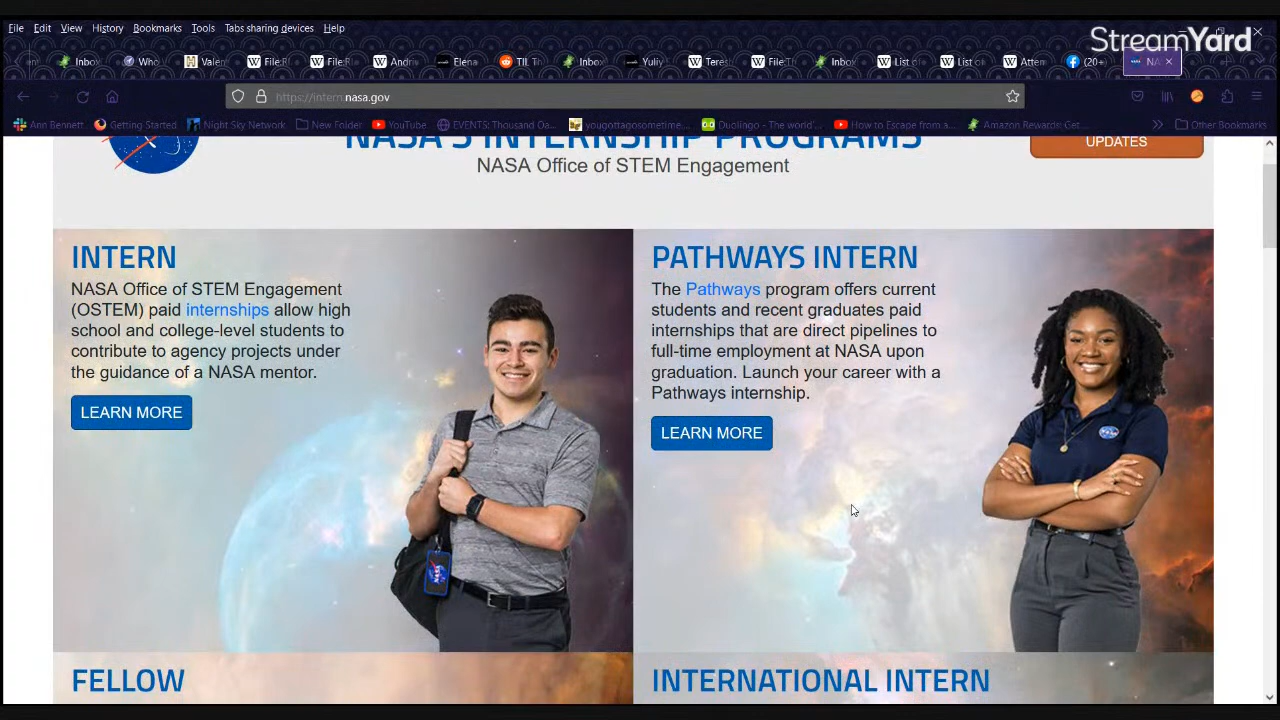 File Edit View History Bookmarks Tools Tabs sharing devices Help
StreamYard
Inbox Who Valen File:R File:Ri Andri Elena TIL Th Inbox Yuliy Teres File:Th Inbox List of List o Atten (20+) NA
https://intern.nasa.gov
Ann Bennett... Getting Started Night Sky Network New Folder YouTube EVENTS: Thousand Oa... yougottagosometime... Duolingo - The world'... How to Escape from a... Amazon Rewards: Get ... Other Bookmarks
NASA'S INTERNSHIP PROGRAMS
UPDATES
NASA Office of STEM Engagement
INTERN
NASA Office of STEM Engagement
(OSTEM) paid internships allow high
school and college-level students to
contribute to agency projects under
the guidance of a NASA mentor.
LEARN MORE
PATHWAYS INTERN
The Pathways program offers current
students and recent graduates paid
internships that are direct pipelines to
full-time employment at NASA upon
graduation. Launch your career with a
Pathways internship.
LEARN MORE
NASA
FELLOW
INTERNATIONAL INTERN